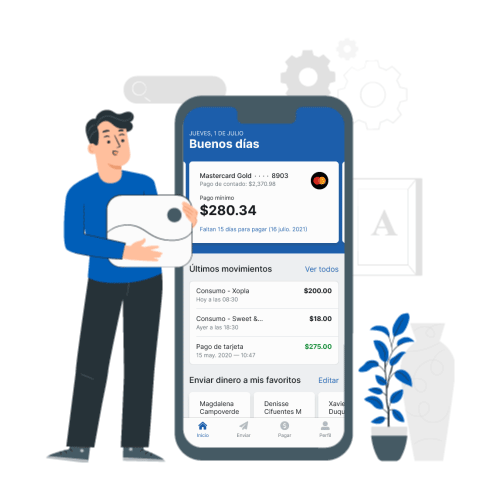 JUEVES, 1 DE JULIO
Buenos días
Mastercard Gold · · · · 8903
Pago de contado: $2,370.98
Pago mínimo
$280.34
Faltan 15 días para pagar (16 julio. 2021)
Últimos movimientos Ver todos
Consumo - Xopla $200.00
Hoy a las 08:30
Consumo - Sweet &... $18.00
Ayer a las 18:30
Pago de tarjeta $275.00
15 may. 2020 — 10:47
Enviar dinero a mis favoritos Editar
Magdalena Denisse Xavie
Campoverde Cifuentes M Duqu
Inicio Enviar Pagar Perfil
A